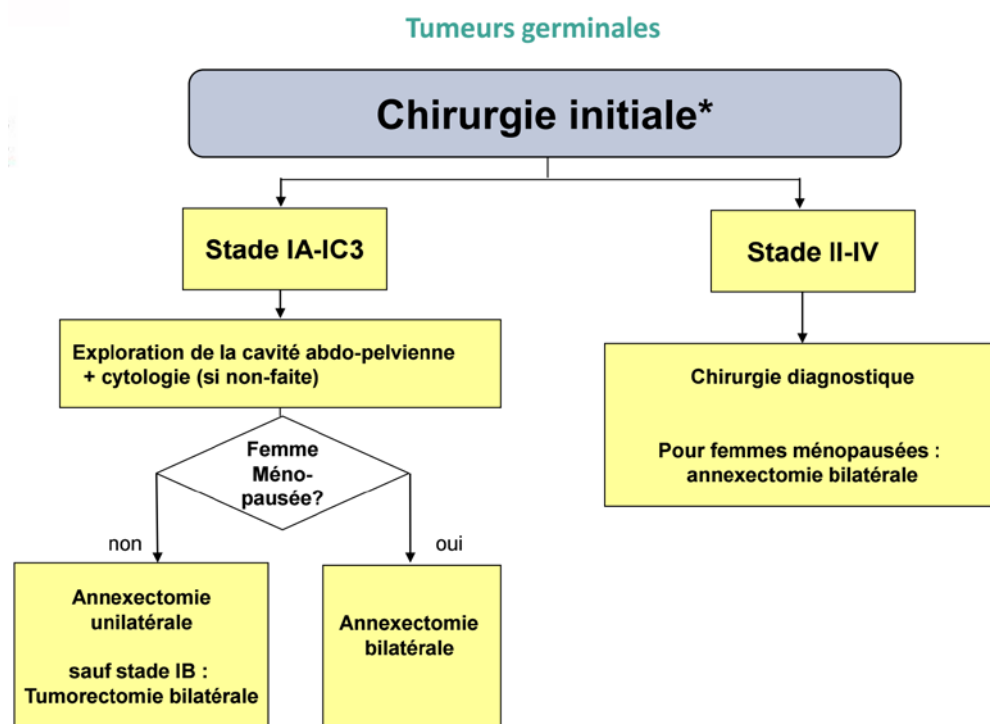 Tumeurs germinales
Chirurgie initiale*
Stade IA-IC3
Stade II-IV
Exploration de la cavité abdo-pelvienne
+ cytologie (si non-faite)
Chirurgie diagnostique
Pour femmes ménopausées :
annexectomie bilatérale
Femme
Méno-
pausée?
non
oui
Annexectomie
unilatérale
sauf stade IB :
Tumorectomie bilatérale
Annexectomie
bilatérale